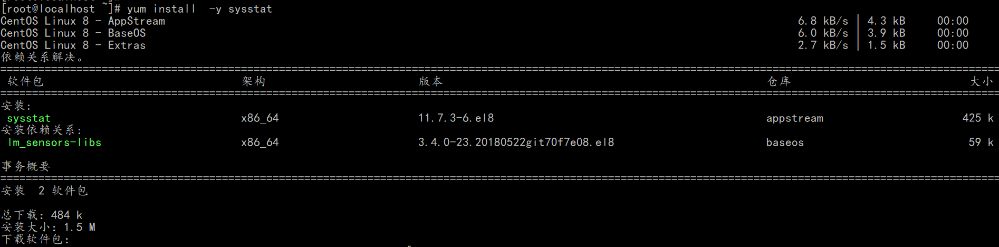 [root@localhost ~]# yum install  -y sysstat
CentOS Linux 8 - AppStream 6.8 kB/s | 4.3 kB 00:00
CentOS Linux 8 - BaseOS 6.0 kB/s | 3.9 kB 00:00
CentOS Linux 8 - Extras 2.7 kB/s | 1.5 kB 00:00
依赖关系解决。
软件包 架构 版本 仓库 大小
安装:
sysstat x86_64 11.7.3-6.el8 appstream 425 k
安装依赖关系:
lm_sensors-libs x86_64 3.4.0-23.20180522git70f7e08.el8 baseos 59 k
事务概要
安装  2 软件包
总下载：484 k
安装大小：1.5 M
下载软件包：